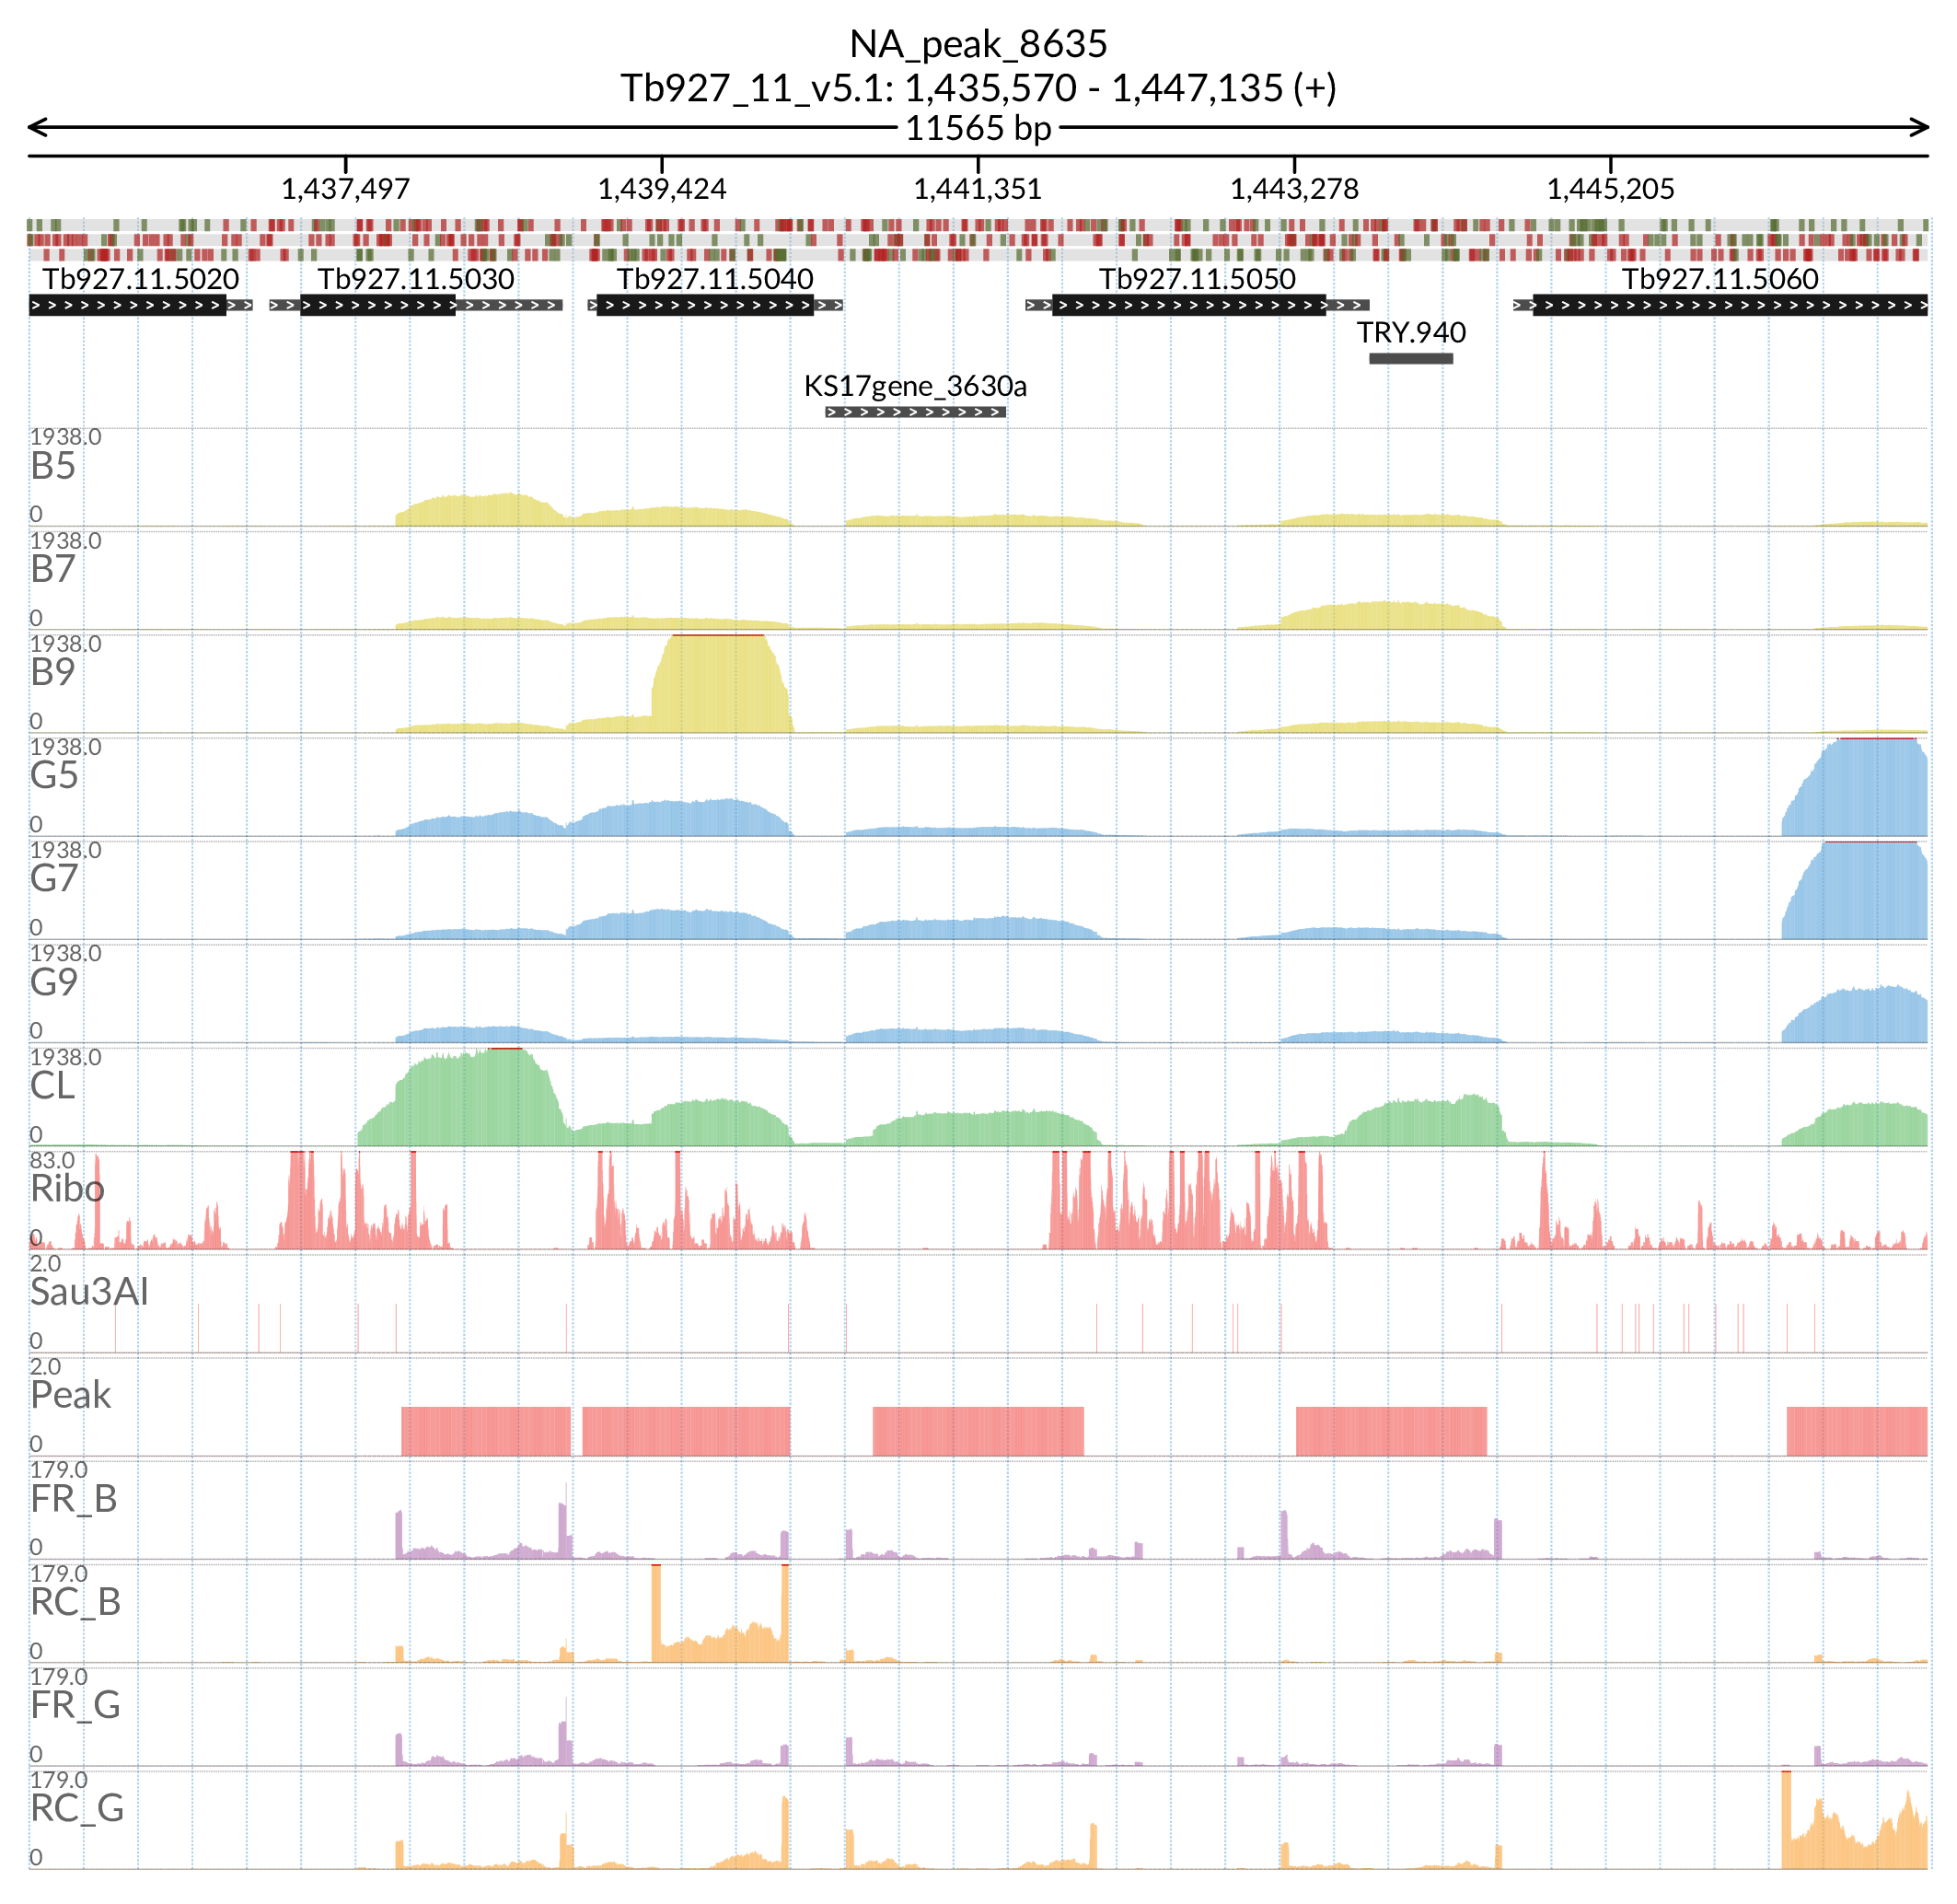 NA_peak_8635
Tb927_11_v5.1: 1,435,570 - 1,447,135 (+)
11565 bp
1,437,497 1,439,424 1,441,351 1,443,278 1,445,205
Tb927.11.5020 Tb927.11.5030 Tb927.11.5040 Tb927.11.5050 Tb927.11.5060
TRY.940
KS17gene_3630a
1938.0
B5
0
1938.0
B7
0
1938.0
B9
0
1938.0
G5
0
1938.0
G7
0
1938.0
G9
0
1938.0
CL
0
83.0
Ribo
0
2.0
Sau3AI
0
2.0
Peak
0
179.0
FR_B
0
179.0
RC_B
0
179.0
FR_G
0
179.0
RC_G
0